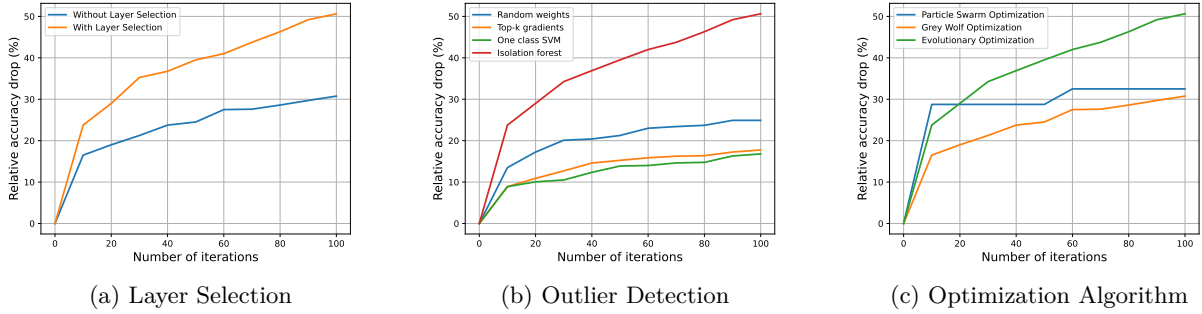 Relative accuracy drop (%)
50
40
30
20
10
0
Without Layer Selection
With Layer Selection
0 20 40 60 80 100
Number of iterations
(a) Layer Selection
Relative accuracy drop (%)
50
40
30
20
10
0
Random weights
Top-k gradients
One class SVM
Isolation forest
0 20 40 60 80 100
Number of iterations
(b) Outlier Detection
Relative accuracy drop (%)
50
40
30
20
10
0
Particle Swarm Optimization
Grey Wolf Optimization
Evolutionary Optimization
0 20 40 60 80 100
Number of iterations
(c) Optimization Algorithm